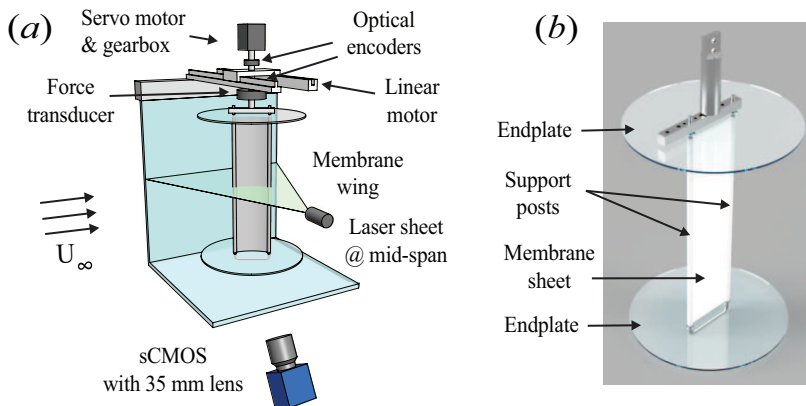 (a)
Servo motor
& gearbox
Optical
encoders
Force
transducer
Linear
motor
Membrane
wing
Laser sheet
@ mid-span
U∞
sCMOS
with 35 mm lens
(b)
Endplate
Support
posts
Membrane
sheet
Endplate